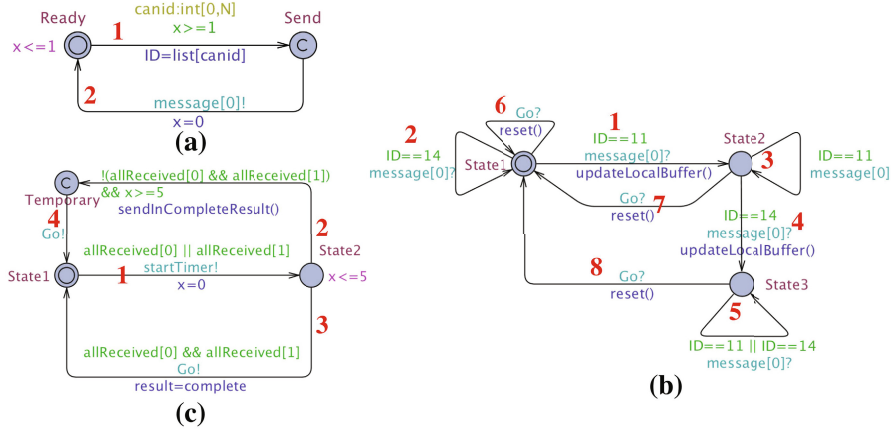 Ready
canid:int[0,N]
Send
1
x>=1
x<=1
C
ID=list[canid]
2
message[0]!
x=0
(a)
!(allReceived[0] && allReceived[1])
&& x>=5
C
Temporary
sendInCompleteResult()
4
Go!
2
allReceived[0] || allReceived[1]
State2
State1
1
startTimer!
x<=5
x=0
3
allReceived[0] && allReceived[1]
Go!
result=complete
(c)
6
Go?
reset()
1
2
ID==11
State2
ID==14
message[0]?
State1
message[0]?
updateLocalBuffer()
3
ID==11
message[0]
Go?
7
reset()
ID==14
4
message[0]?
updateLocalBuffer()
8
Go?
reset()
State3
5
ID==11 || ID==14
message[0]?
(b)